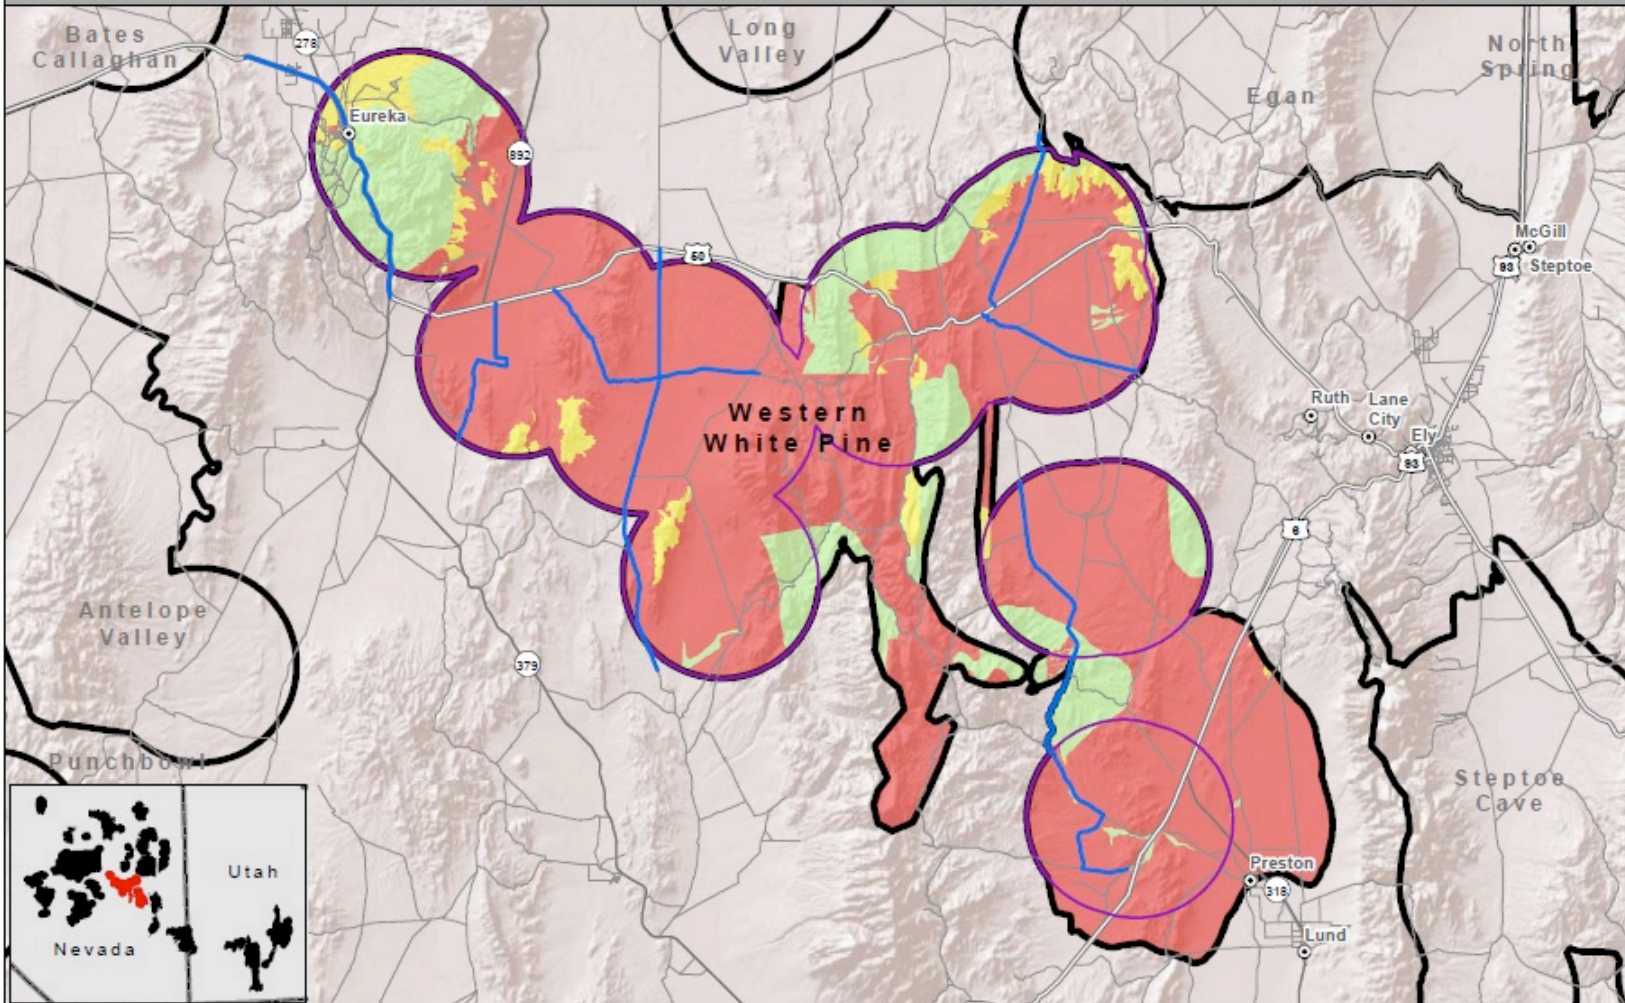 Bates
Callaghan
278
Long
Valley
North
Spring
Egan
Eureka
892
50
McGill
93
Steptoe
Western
White Pine
Ruth
Lane
City
Ely
93
6
Antelope
Valley
379
Punchbowl
Steptoe
Cave
Utah
Nevada
Preston
318
Lund